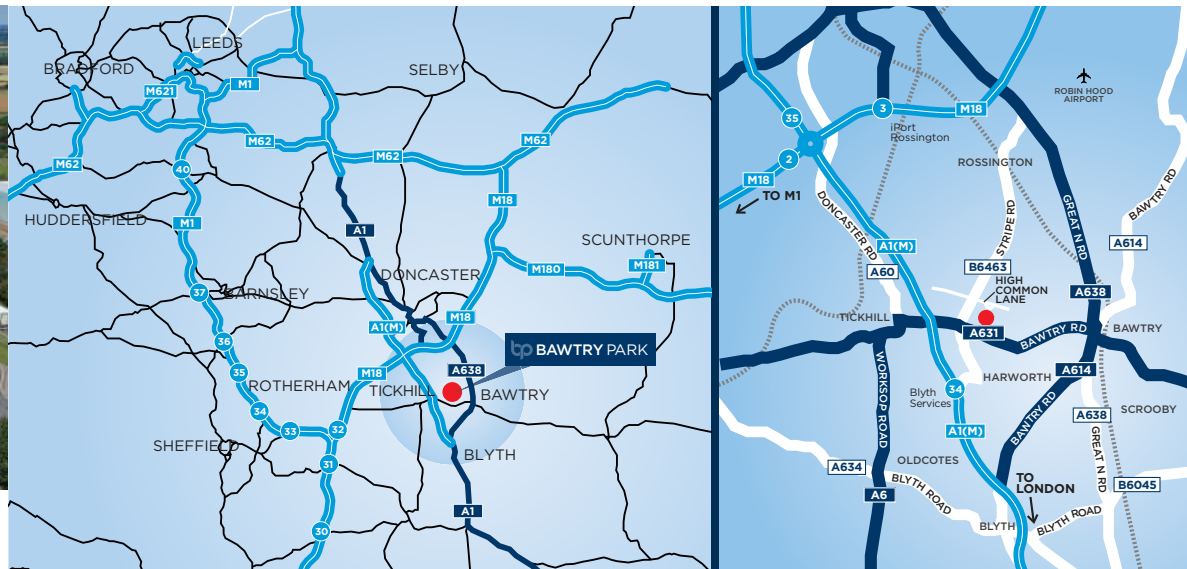 LEEDS
BRADFORD
SELBY
M621
M1
M62
M62
M62
M62
40
M18
HUDDERSFIELD
M1
A1
SCUNTHORPE
DONCASTER
M180
M181
37
BARNSLEY
M18
A1(M)
36
bp BAWTRY PARK
35
M18
A638
ROTHERHAM
TICKHILL
BAWTRY
34
33
32
SHEFFIELD
31
BLYTH
A1
30
ROBIN HOOD
AIRPORT
35
3
M18
iPort
Rossington
2
ROSSINGTON
M18
TO M1
DONCASTER RD
STRIPE RD
GREAT N RD
BAWTRY RD
A1(M)
A614
A60
B6463
HIGH
COMMON
LANE
A638
TICKHILL
A631
BAWTRY RD
BAWTRY
WORKSOP ROAD
A614
HARWORTH
34
Blyth
Services
BAWTRY RD
A638
SCROOBY
A1(M)
GREAT N RD
OLDCOTES
A634
BLYTH ROAD
TO
LONDON
B6045
A6
BLYTH
BLYTH ROAD